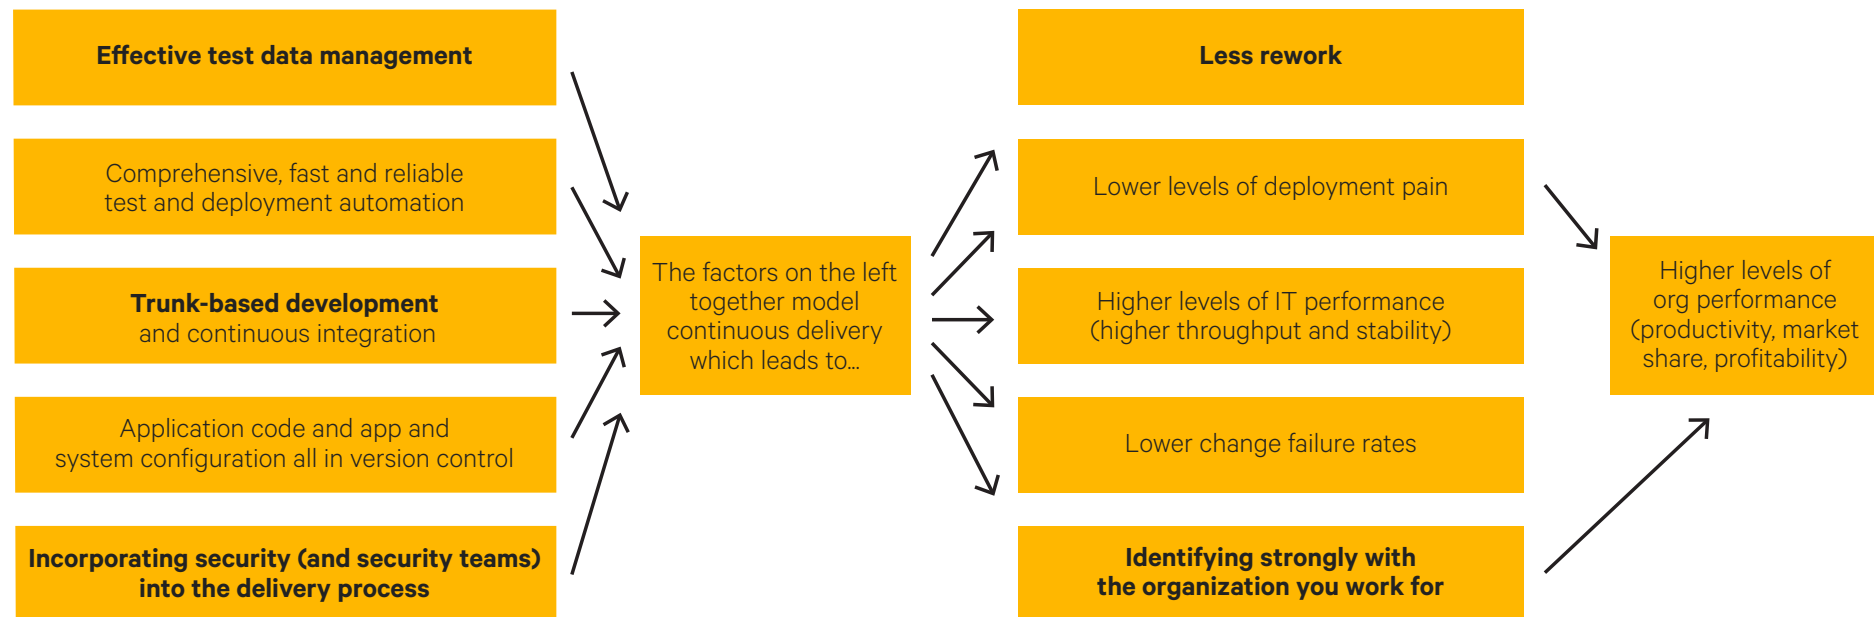 Effective test data management
Comprehensive, fast and reliable
test and deployment automation
Trunk-based development
and continuous integration
Application code and app and
system configuration all in version control
Incorporating security (and security teams)
into the delivery process
The factors on the left
together model
continuous delivery
which leads to...
Less rework
Lower levels of deployment pain
Higher levels of IT performance
(higher throughput and stability)
Lower change failure rates
Identifying strongly with
the organization you work for
Higher levels of
org performance
(productivity, market
share, profitability)